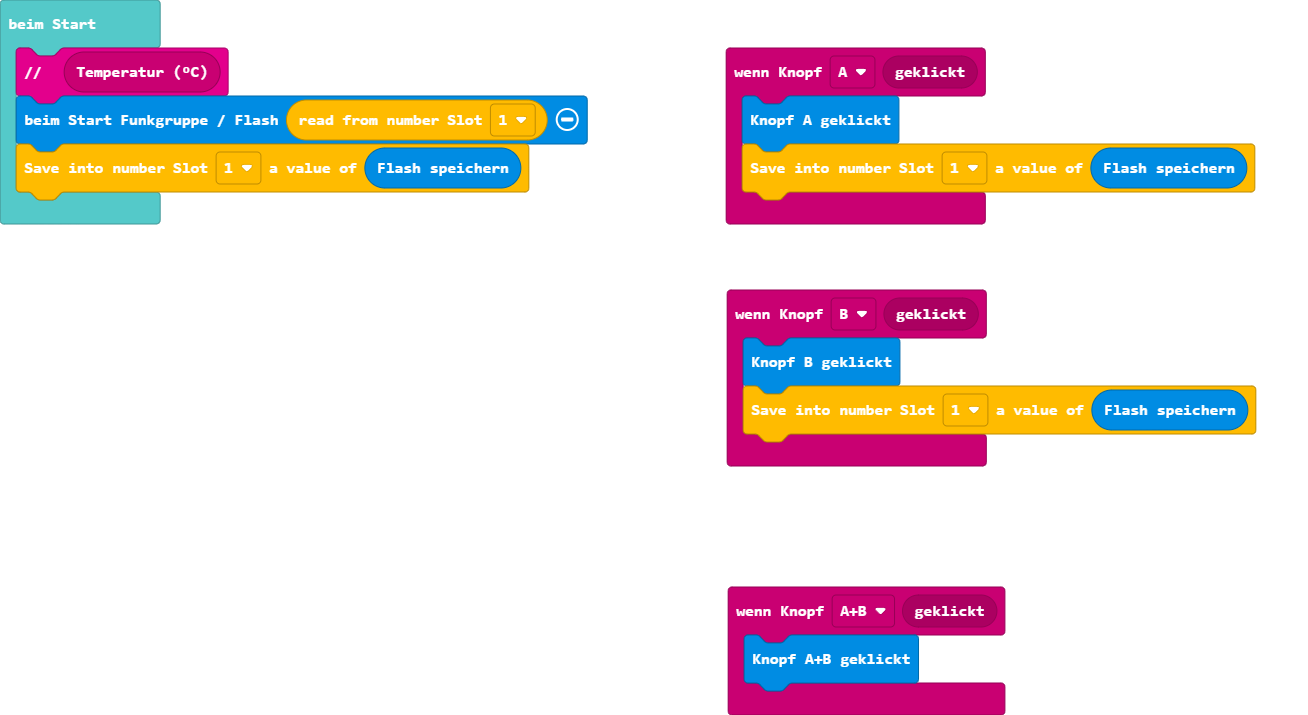 beim Start
// Temperatur (ºC)
beim Start Funkgruppe / Flash read from number Slot 1
Save into number Slot 1 a value of Flash speichern
wenn Knopf A geklickt
Knopf A geklickt
Save into number Slot 1 a value of Flash speichern
wenn Knopf B geklickt
Knopf B geklickt
Save into number Slot 1 a value of Flash speichern
wenn Knopf A+B geklickt
Knopf A+B geklickt